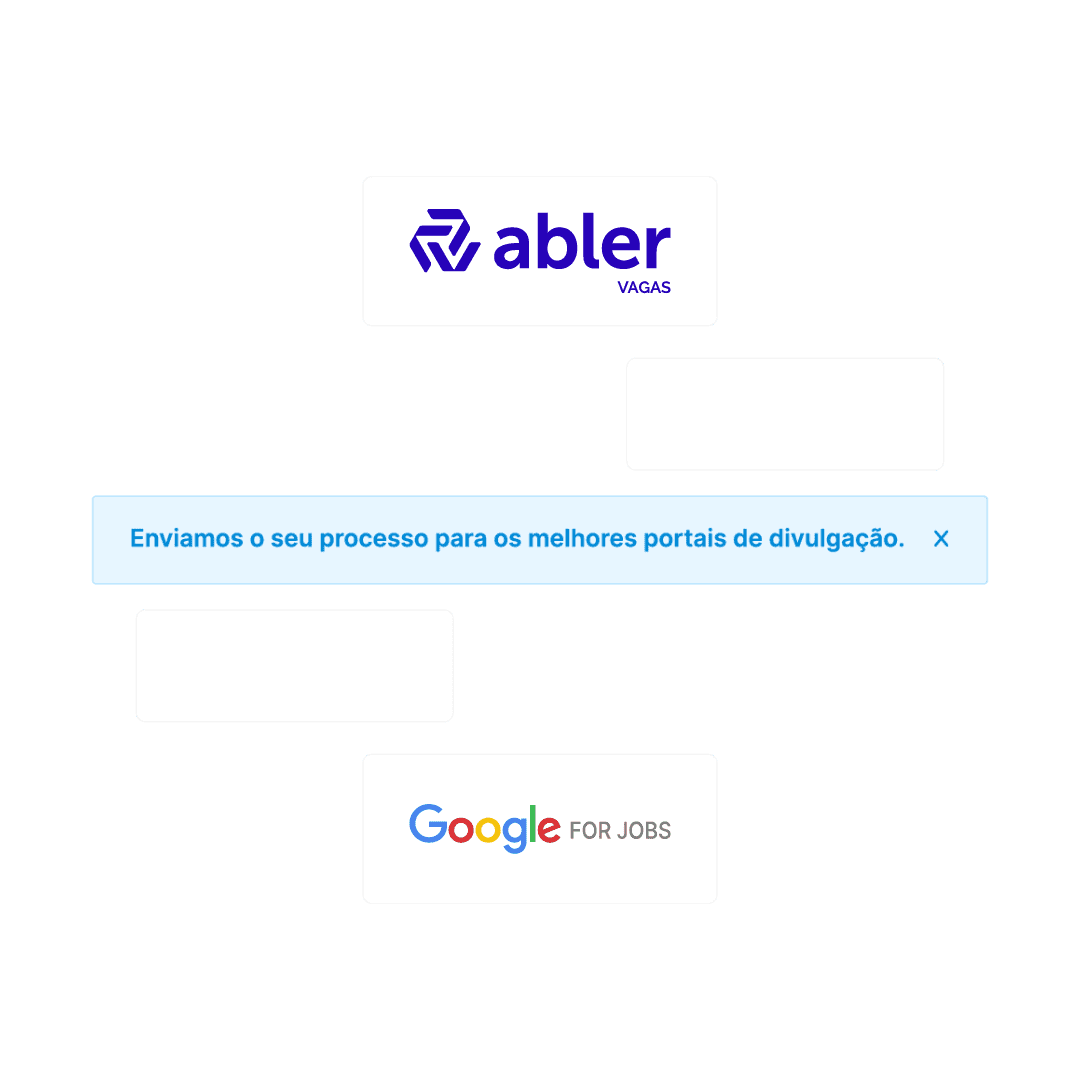 abler
VAGAS
Enviamos o seu processo para os melhores portais de divulgação.
Google FOR JOBS